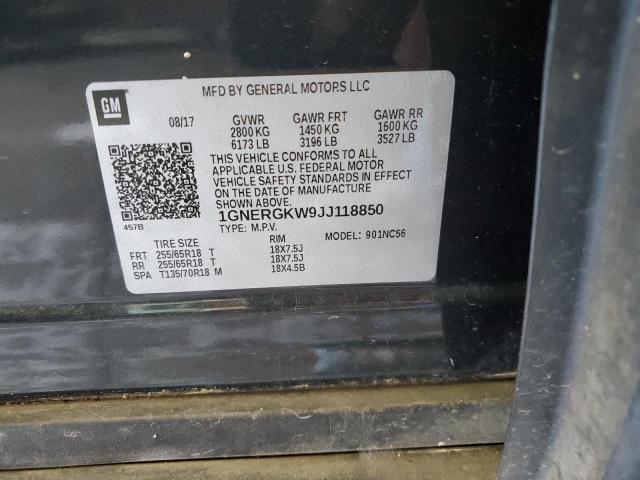 GM
MFD BY GENERAL MOTORS LLC
08/17 GVWR GAWR FRT GAWR RR
2800 KG 1450 KG 1600 KG
6173 LB 3196 LB 3527 LB
THIS VEHICLE CONFORMS TO ALL
APPLICABLE U.S. FEDERAL MOTOR
VEHICLE SAFETY STANDARDS IN EFFECT
ON THE DATE OF MANUFACTURE
SHOWN ABOVE.
1GNERGKW9JJ118850
457B TYPE: M.P.V. MODEL: 901NC56
TIRE SIZE RIM
FRT 255/65R18 T 18X7.5J
RR 255/65R18 T 18X7.5J
SPA T135/70R18 M 18X4.5B